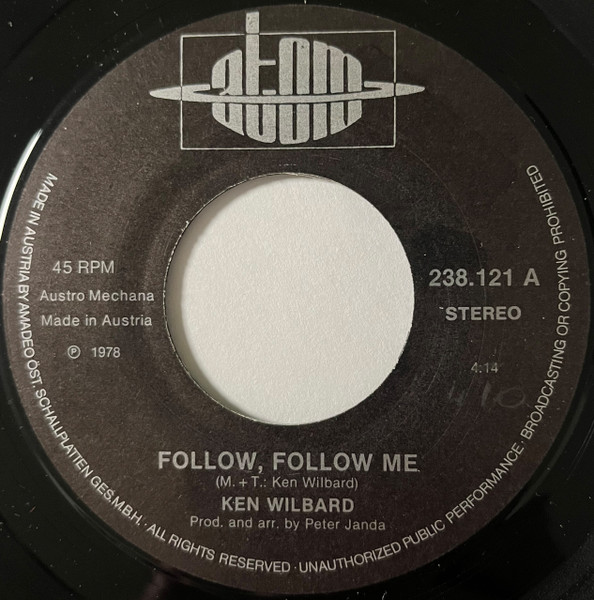 atom
45 RPM
Austro Mechana
Made in Austria
℗ 1978
238.121 A
STEREO
4:14
FOLLOW, FOLLOW ME
(M. + T.: Ken Wilbard)
KEN WILBARD
Prod. and arr. by Peter Janda
MADE IN AUSTRIA BY AMADEO ÖST. SCHALLPLATTEN GES.M.B.H. · ALL RIGHTS RESERVED · UNAUTHORIZED PUBLIC PERFORMANCE · BROADCASTING OR COPYING PROHIBITED